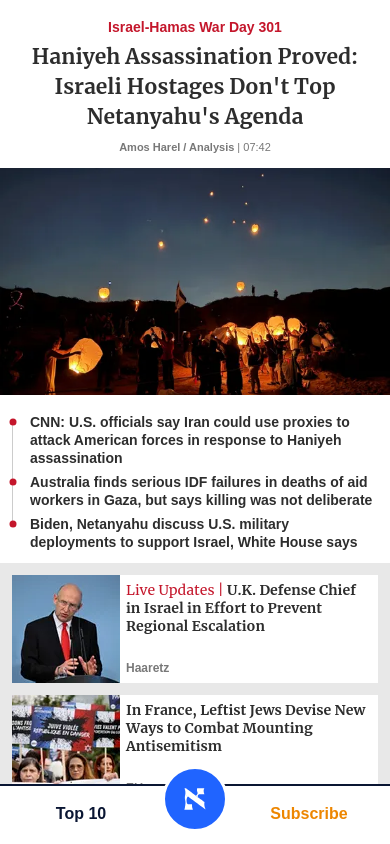 Israel-Hamas War Day 301
Haniyeh Assassination Proved:
Israeli Hostages Don't Top
Netanyahu's Agenda
Amos Harel / Analysis | 07:42
CNN: U.S. officials say Iran could use proxies to
attack American forces in response to Haniyeh
assassination
Australia finds serious IDF failures in deaths of aid
workers in Gaza, but says killing was not deliberate
Biden, Netanyahu discuss U.S. military
deployments to support Israel, White House says
Live Updates | U.K. Defense Chief
in Israel in Effort to Prevent
Regional Escalation
Haaretz
In France, Leftist Jews Devise New
Ways to Combat Mounting
Antisemitism
JUIVE VIOLÉE
RÉPUBLIQUE EN DANGER
Top 10
Subscribe